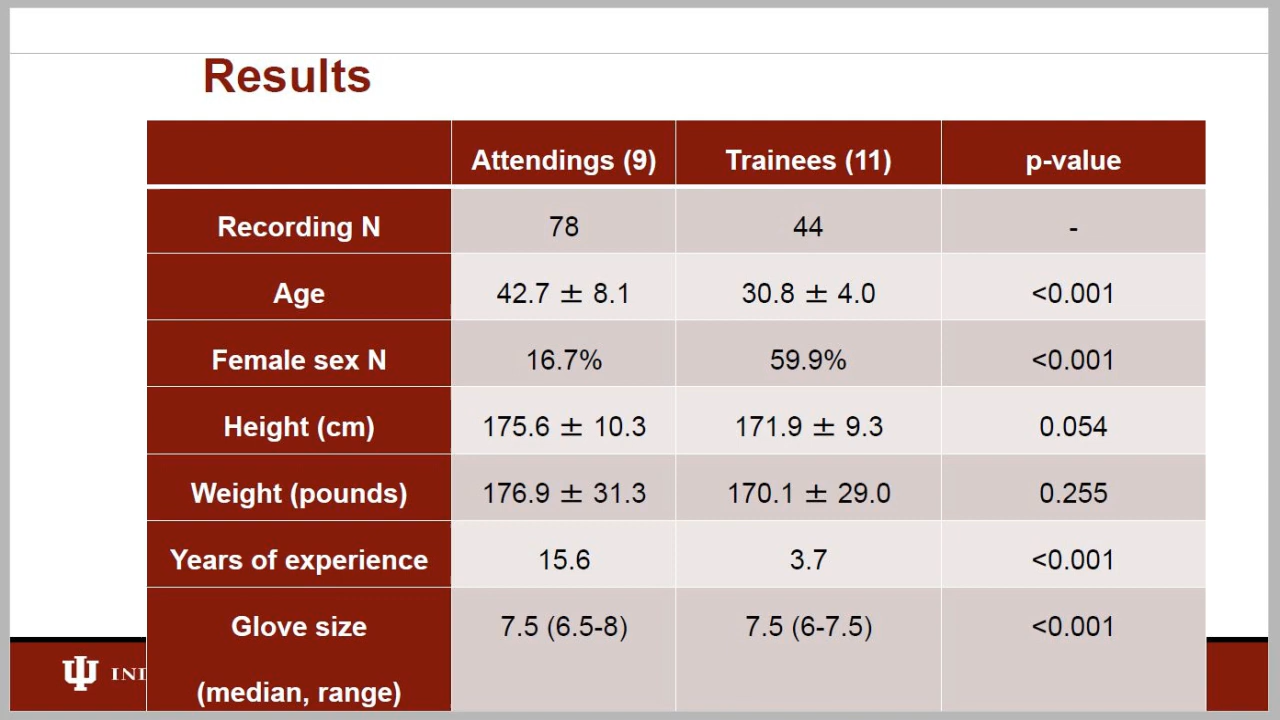 Results
Attendings (9) Trainees (11) p-value
Recording N 78 44 -
Age 42.7 ± 8.1 30.8 ± 4.0 <0.001
Female sex N 16.7% 59.9% <0.001
Height (cm) 175.6 ± 10.3 171.9 ± 9.3 0.054
Weight (pounds) 176.9 ± 31.3 170.1 ± 29.0 0.255
Years of experience 15.6 3.7 <0.001
Glove size 7.5 (6.5-8) 7.5 (6-7.5) <0.001
(median, range)